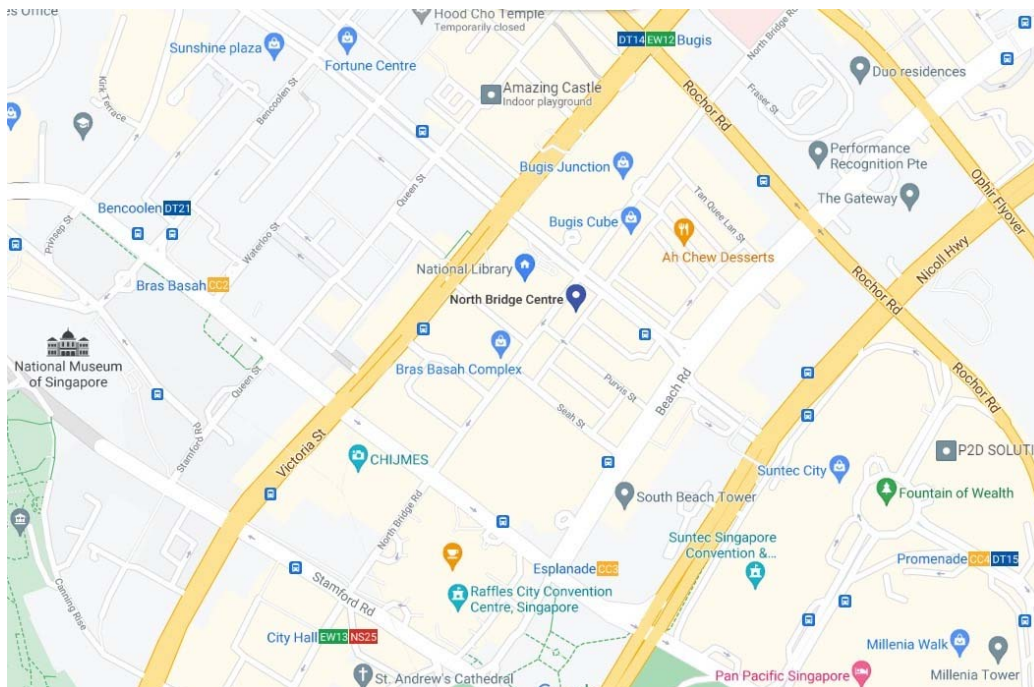 es Office
Hood Cho Temple
Temporarily closed
Sunshine plaza
Fortune Centre
DT14 EW12 Bugis
North Bridge Rd
Duo residences
Kirk Terrace
Bencoolen St
Amazing Castle
Indoor playground
Rochor Rd
Fraser St
Performance
Recognition Pte
Bugis Junction
The Gateway
Ophir Flyover
Queen St
Tan Quee Lan St
Bencoolen DT21
Bugis Cube
Prinsep St
Waterloo St
Ah Chew Desserts
Nicoll Hwy
National Library
Rochor Rd
Bras Basah CC2
North Bridge Centre
National Museum
of Singapore
Bras Basah Complex
Queen St
Purvis St
Beach Rd
Rochor Rd
Seah St
Stamford Rd
Victoria St
CHIJMES
P2D SOLUTI
Suntec City
North Bridge Rd
South Beach Tower
Fountain of Wealth
Suntec Singapore
Convention &...
Esplanade CC3
Promenade CC4 DT15
Canning Rise
Stamford Rd
Raffles City Convention
Centre, Singapore
City Hall EW13 NS25
Millenia Walk
St. Andrew's Cathedral
Pan Pacific Singapore
Millenia Tower